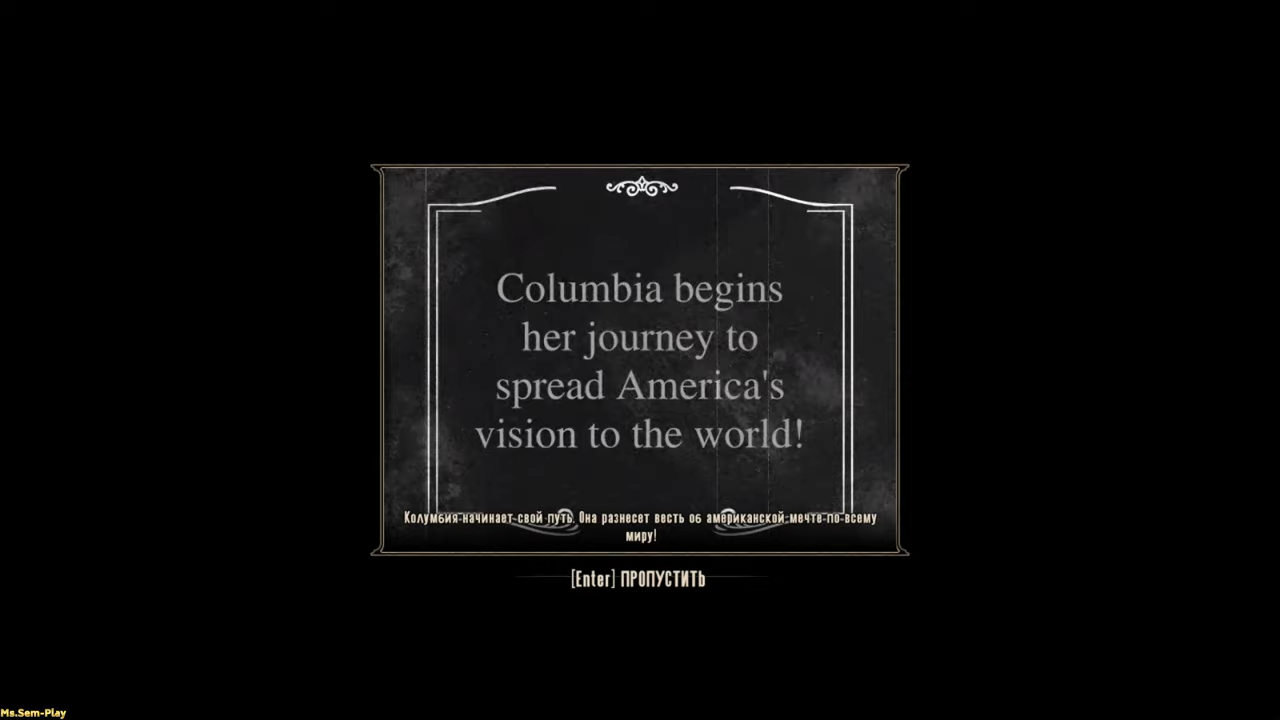 Columbia begins
her journey to
spread America's
vision to the world!
Колумбия начинает свой путь. Она разнесет весть об американской мечте по всему
миру!
[Enter] ПРОПУСТИТЬ
Ms.Sem-Play